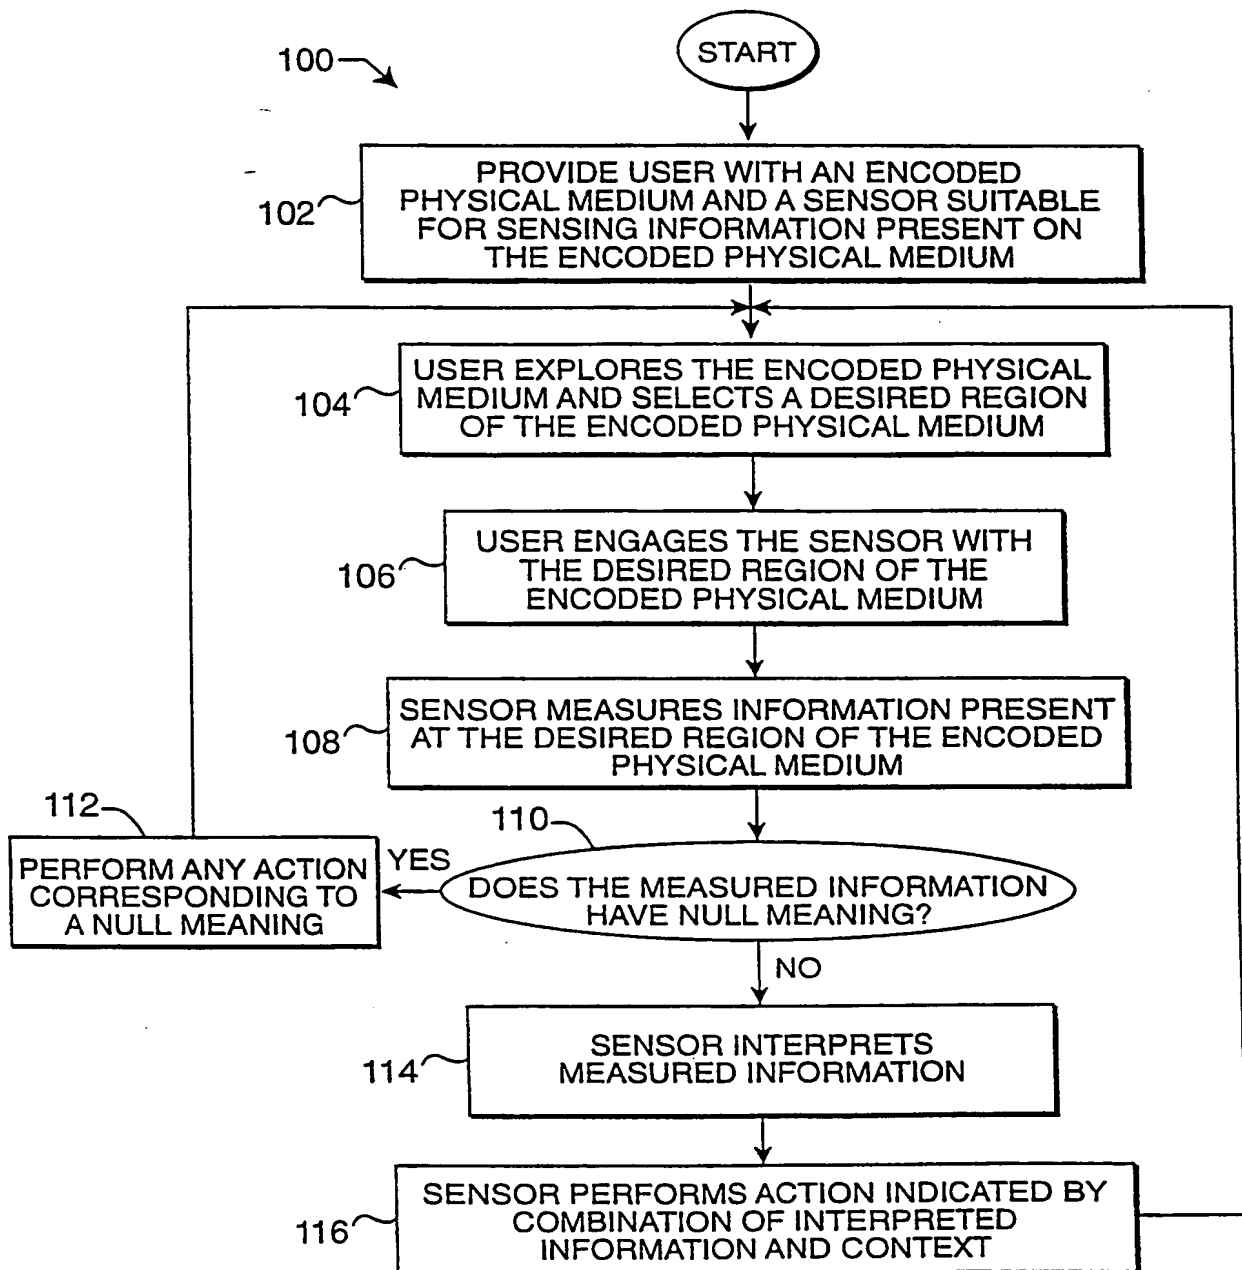 START
100
PROVIDE USER WITH AN ENCODED
PHYSICAL MEDIUM AND A SENSOR SUITABLE
FOR SENSING INFORMATION PRESENT ON
THE ENCODED PHYSICAL MEDIUM
102
USER EXPLORES THE ENCODED PHYSICAL
MEDIUM AND SELECTS A DESIRED REGION
OF THE ENCODED PHYSICAL MEDIUM
104
USER ENGAGES THE SENSOR WITH
THE DESIRED REGION OF THE
ENCODED PHYSICAL MEDIUM
106
SENSOR MEASURES INFORMATION PRESENT
AT THE DESIRED REGION OF THE ENCODED
PHYSICAL MEDIUM
108
110
DOES THE MEASURED INFORMATION
HAVE NULL MEANING?
YES
112
PERFORM ANY ACTION
CORRESPONDING TO
A NULL MEANING
NO
SENSOR INTERPRETS
MEASURED INFORMATION
114
SENSOR PERFORMS ACTION INDICATED BY
COMBINATION OF INTERPRETED
INFORMATION AND CONTEXT
116